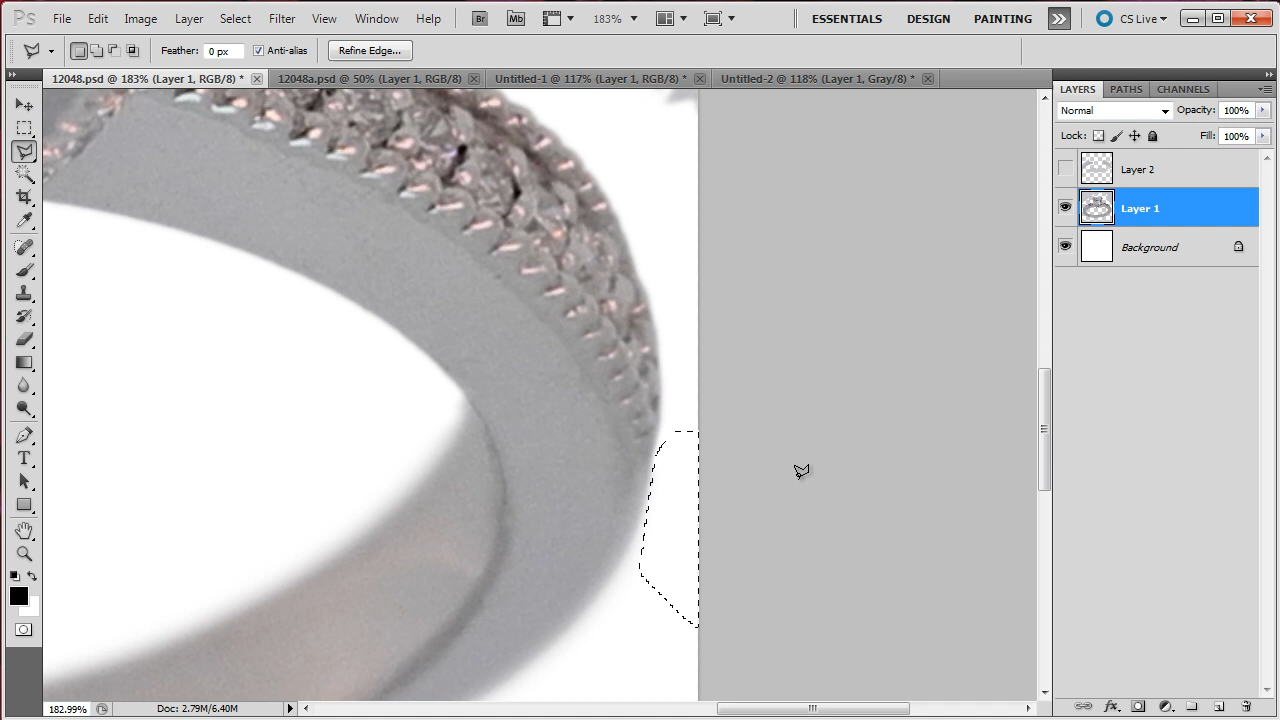 Ps File Edit Image Layer Select Filter View Window Help Br Mb 183% ESSENTIALS DESIGN PAINTING CS Live
Feather: 0 px Anti-alias Refine Edge...
12048.psd @ 183% (Layer 1, RGB/8) * 12048a.psd @ 50% (Layer 1, RGB/8) Untitled-1 @ 117% (Layer 1, RGB/8) * Untitled-2 @ 118% (Layer 1, Gray/8) *
LAYERS PATHS CHANNELS
Normal Opacity: 100%
Lock: Fill: 100%
Layer 2
Layer 1
Background
T
182.99% Doc: 2.79M/6.40M
fx